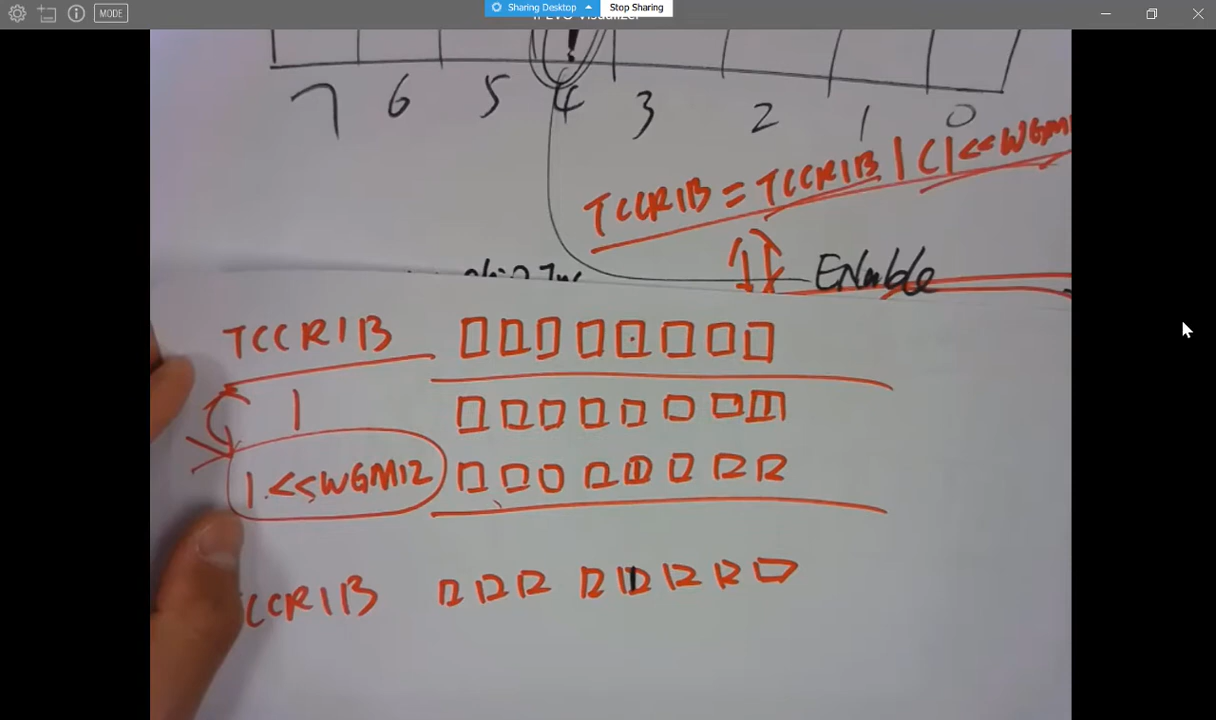 Sharing Desktop Stop Sharing
MODE
7 6 5 4 3 2 1 0
TCCR1B = TCCR1B | (1<<WGM1
ENable
TCCR1B
1
1<<WGM12
CCR1B